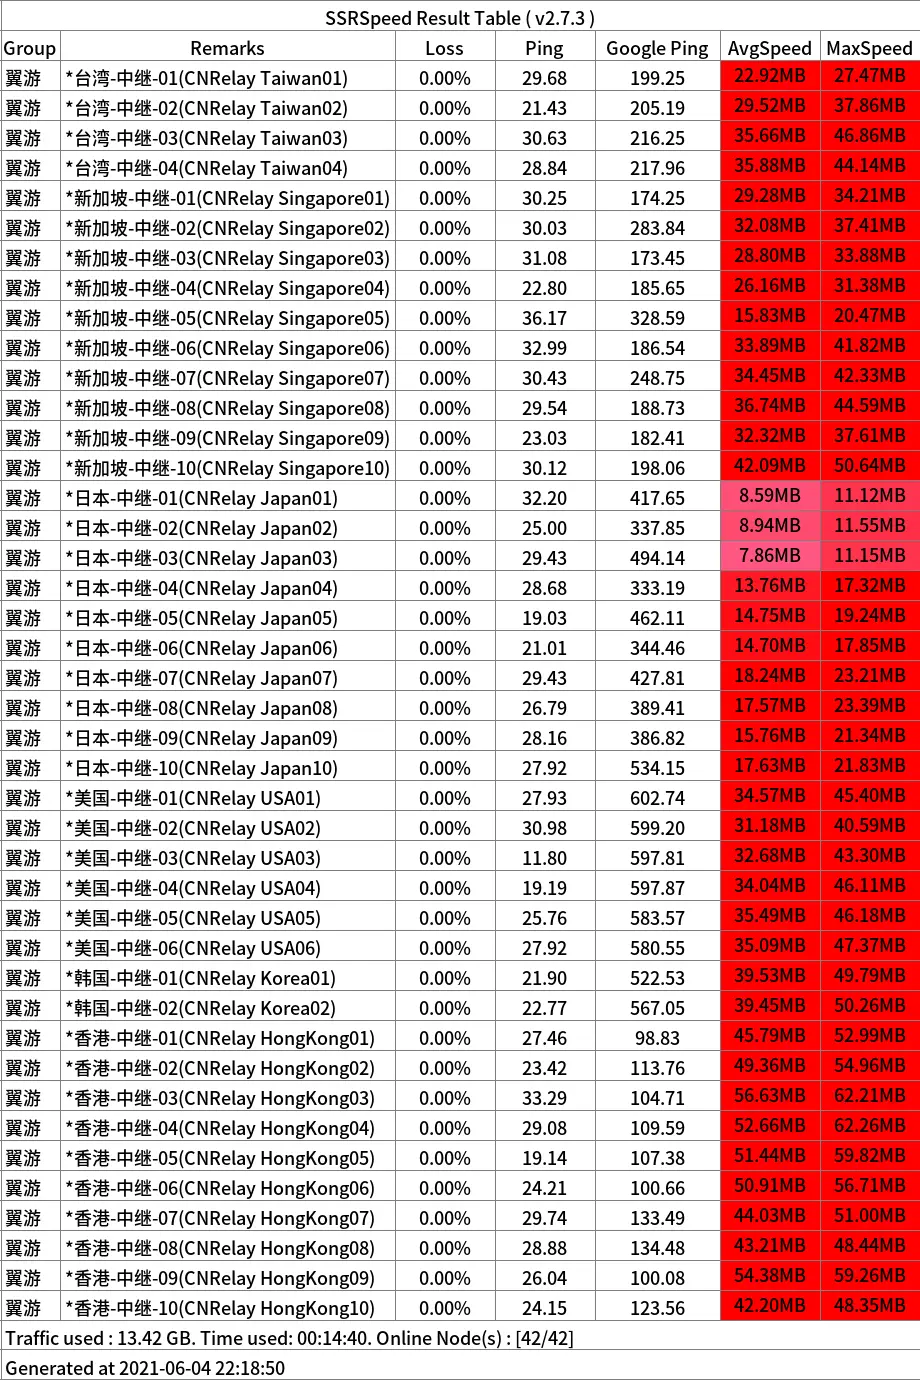 SSRSpeed Result Table ( v2.7.3 )
Group Remarks Loss Ping Google Ping AvgSpeed MaxSpeed
翼游 *台湾-中继-01(CNRelay Taiwan01) 0.00% 29.68 199.25 22.92MB 27.47MB
翼游 *台湾-中继-02(CNRelay Taiwan02) 0.00% 21.43 205.19 29.52MB 37.86MB
翼游 *台湾-中继-03(CNRelay Taiwan03) 0.00% 30.63 216.25 35.66MB 46.86MB
翼游 *台湾-中继-04(CNRelay Taiwan04) 0.00% 28.84 217.96 35.88MB 44.14MB
翼游 *新加坡-中继-01(CNRelay Singapore01) 0.00% 30.25 174.25 29.28MB 34.21MB
翼游 *新加坡-中继-02(CNRelay Singapore02) 0.00% 30.03 283.84 32.08MB 37.41MB
翼游 *新加坡-中继-03(CNRelay Singapore03) 0.00% 31.08 173.45 28.80MB 33.88MB
翼游 *新加坡-中继-04(CNRelay Singapore04) 0.00% 22.80 185.65 26.16MB 31.38MB
翼游 *新加坡-中继-05(CNRelay Singapore05) 0.00% 36.17 328.59 15.83MB 20.47MB
翼游 *新加坡-中继-06(CNRelay Singapore06) 0.00% 32.99 186.54 33.89MB 41.82MB
翼游 *新加坡-中继-07(CNRelay Singapore07) 0.00% 30.43 248.75 34.45MB 42.33MB
翼游 *新加坡-中继-08(CNRelay Singapore08) 0.00% 29.54 188.73 36.74MB 44.59MB
翼游 *新加坡-中继-09(CNRelay Singapore09) 0.00% 23.03 182.41 32.32MB 37.61MB
翼游 *新加坡-中继-10(CNRelay Singapore10) 0.00% 30.12 198.06 42.09MB 50.64MB
翼游 *日本-中继-01(CNRelay Japan01) 0.00% 32.20 417.65 8.59MB 11.12MB
翼游 *日本-中继-02(CNRelay Japan02) 0.00% 25.00 337.85 8.94MB 11.55MB
翼游 *日本-中继-03(CNRelay Japan03) 0.00% 29.43 494.14 7.86MB 11.15MB
翼游 *日本-中继-04(CNRelay Japan04) 0.00% 28.68 333.19 13.76MB 17.32MB
翼游 *日本-中继-05(CNRelay Japan05) 0.00% 19.03 462.11 14.75MB 19.24MB
翼游 *日本-中继-06(CNRelay Japan06) 0.00% 21.01 344.46 14.70MB 17.85MB
翼游 *日本-中继-07(CNRelay Japan07) 0.00% 29.43 427.81 18.24MB 23.21MB
翼游 *日本-中继-08(CNRelay Japan08) 0.00% 26.79 389.41 17.57MB 23.39MB
翼游 *日本-中继-09(CNRelay Japan09) 0.00% 28.16 386.82 15.76MB 21.34MB
翼游 *日本-中继-10(CNRelay Japan10) 0.00% 27.92 534.15 17.63MB 21.83MB
翼游 *美国-中继-01(CNRelay USA01) 0.00% 27.93 602.74 34.57MB 45.40MB
翼游 *美国-中继-02(CNRelay USA02) 0.00% 30.98 599.20 31.18MB 40.59MB
翼游 *美国-中继-03(CNRelay USA03) 0.00% 11.80 597.81 32.68MB 43.30MB
翼游 *美国-中继-04(CNRelay USA04) 0.00% 19.19 597.87 34.04MB 46.11MB
翼游 *美国-中继-05(CNRelay USA05) 0.00% 25.76 583.57 35.49MB 46.18MB
翼游 *美国-中继-06(CNRelay USA06) 0.00% 27.92 580.55 35.09MB 47.37MB
翼游 *韩国-中继-01(CNRelay Korea01) 0.00% 21.90 522.53 39.53MB 49.79MB
翼游 *韩国-中继-02(CNRelay Korea02) 0.00% 22.77 567.05 39.45MB 50.26MB
翼游 *香港-中继-01(CNRelay HongKong01) 0.00% 27.46 98.83 45.79MB 52.99MB
翼游 *香港-中继-02(CNRelay HongKong02) 0.00% 23.42 113.76 49.36MB 54.96MB
翼游 *香港-中继-03(CNRelay HongKong03) 0.00% 33.29 104.71 56.63MB 62.21MB
翼游 *香港-中继-04(CNRelay HongKong04) 0.00% 29.08 109.59 52.66MB 62.26MB
翼游 *香港-中继-05(CNRelay HongKong05) 0.00% 19.14 107.38 51.44MB 59.82MB
翼游 *香港-中继-06(CNRelay HongKong06) 0.00% 24.21 100.66 50.91MB 56.71MB
翼游 *香港-中继-07(CNRelay HongKong07) 0.00% 29.74 133.49 44.03MB 51.00MB
翼游 *香港-中继-08(CNRelay HongKong08) 0.00% 28.88 134.48 43.21MB 48.44MB
翼游 *香港-中继-09(CNRelay HongKong09) 0.00% 26.04 100.08 54.38MB 59.26MB
翼游 *香港-中继-10(CNRelay HongKong10) 0.00% 24.15 123.56 42.20MB 48.35MB
Traffic used : 13.42 GB. Time used: 00:14:40. Online Node(s) : [42/42]
Generated at 2021-06-04 22:18:50